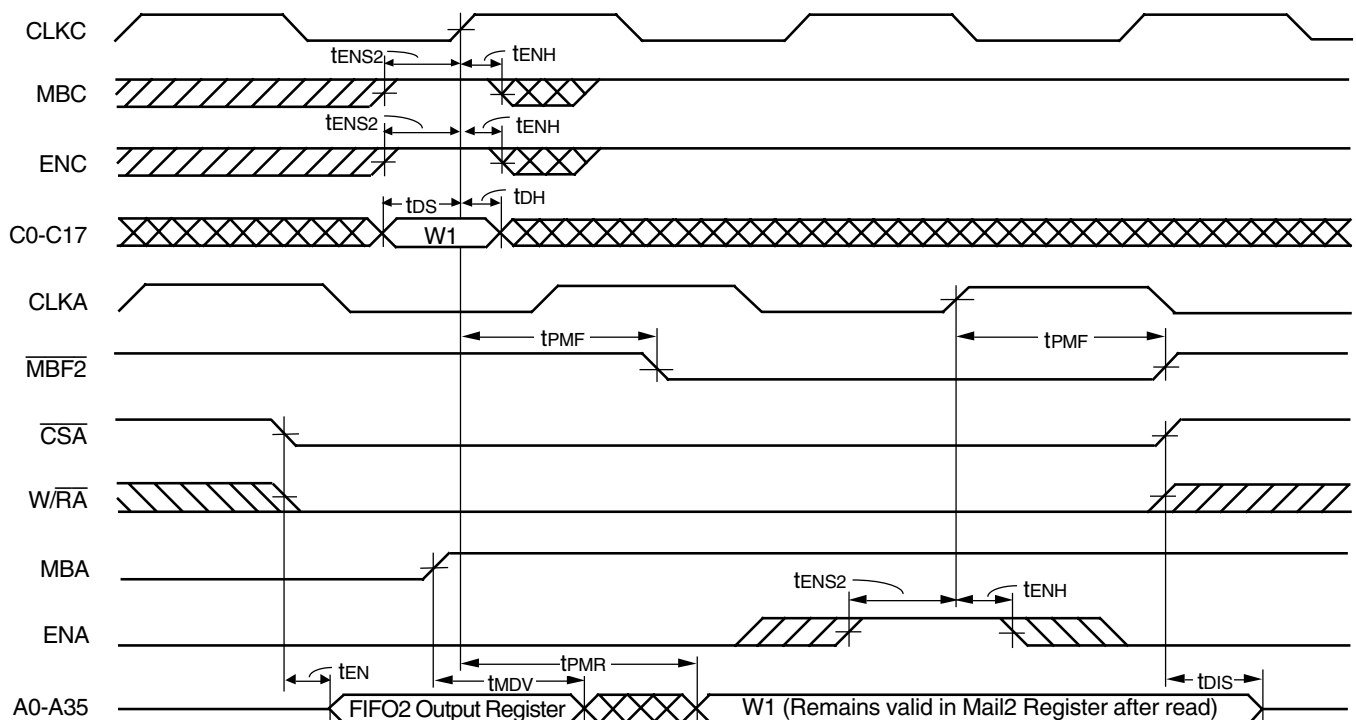 CLKC
tENS2 tENH
MBC
tENS2 tENH
ENC
tDS tDH
C0-C17 W1
CLKA
tPMF tPMF
MBF2
CSA
W/RA
MBA
tENS2 tENH
ENA
tEN tPMR
tMDV tDIS
A0-A35 FIFO2 Output Register W1 (Remains valid in Mail2 Register after read)